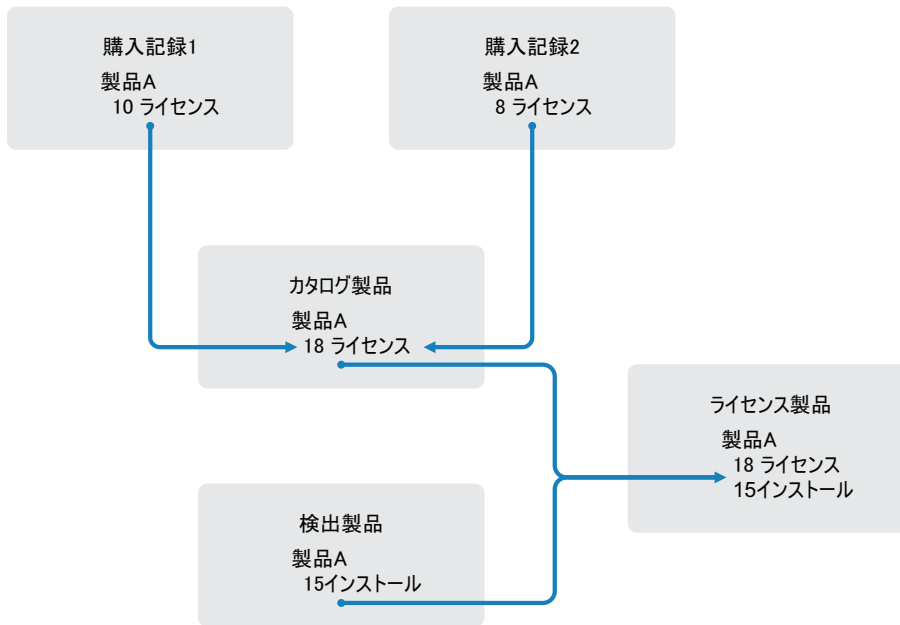 購入記録1
製品A
10 ライセンス
購入記録2
製品A
8 ライセンス
カタログ製品
製品A
18 ライセンス
ライセンス製品
製品A
18 ライセンス
15インストール
検出製品
製品A
15インストール